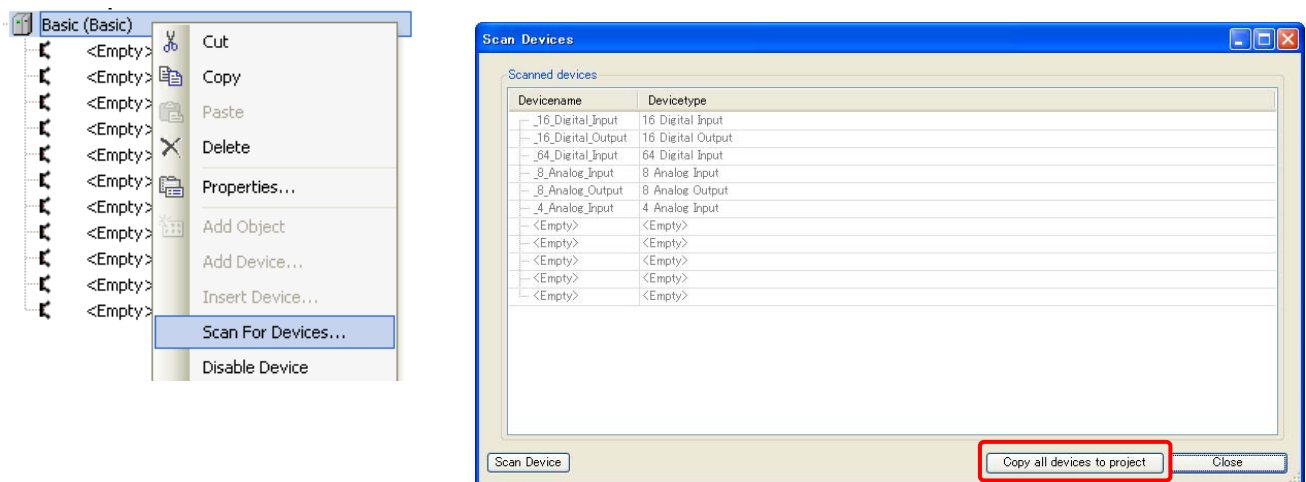 Basic (Basic)
<Empty>
<Empty>
<Empty>
<Empty>
<Empty>
<Empty>
<Empty>
<Empty>
<Empty>
<Empty>
<Empty>
Cut
Copy
Paste
Delete
Properties...
Add Object
Add Device...
Insert Device...
Scan For Devices...
Disable Device
Scan Devices
Scanned devices
Devicename Devicetype
_16_Digital_Input 16 Digital Input
_16_Digital_Output 16 Digital Output
_64_Digital_Input 64 Digital Input
_8_Analog_Input 8 Analog Input
_8_Analog_Output 8 Analog Output
_4_Analog_Input 4 Analog Input
<Empty> <Empty>
<Empty> <Empty>
<Empty> <Empty>
<Empty> <Empty>
<Empty> <Empty>
Scan Device Copy all devices to project Close